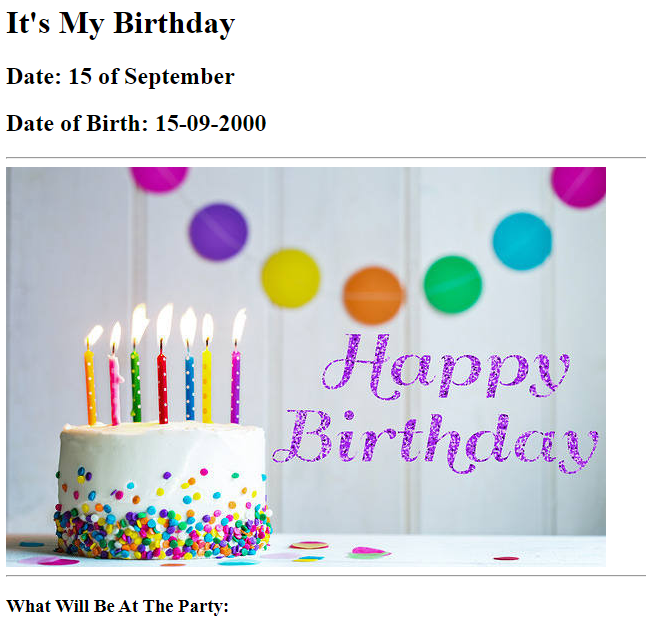 It's My Birthday
Date: 15 of September
Date of Birth: 15-09-2000
Happy
Birthday
What Will Be At The Party: